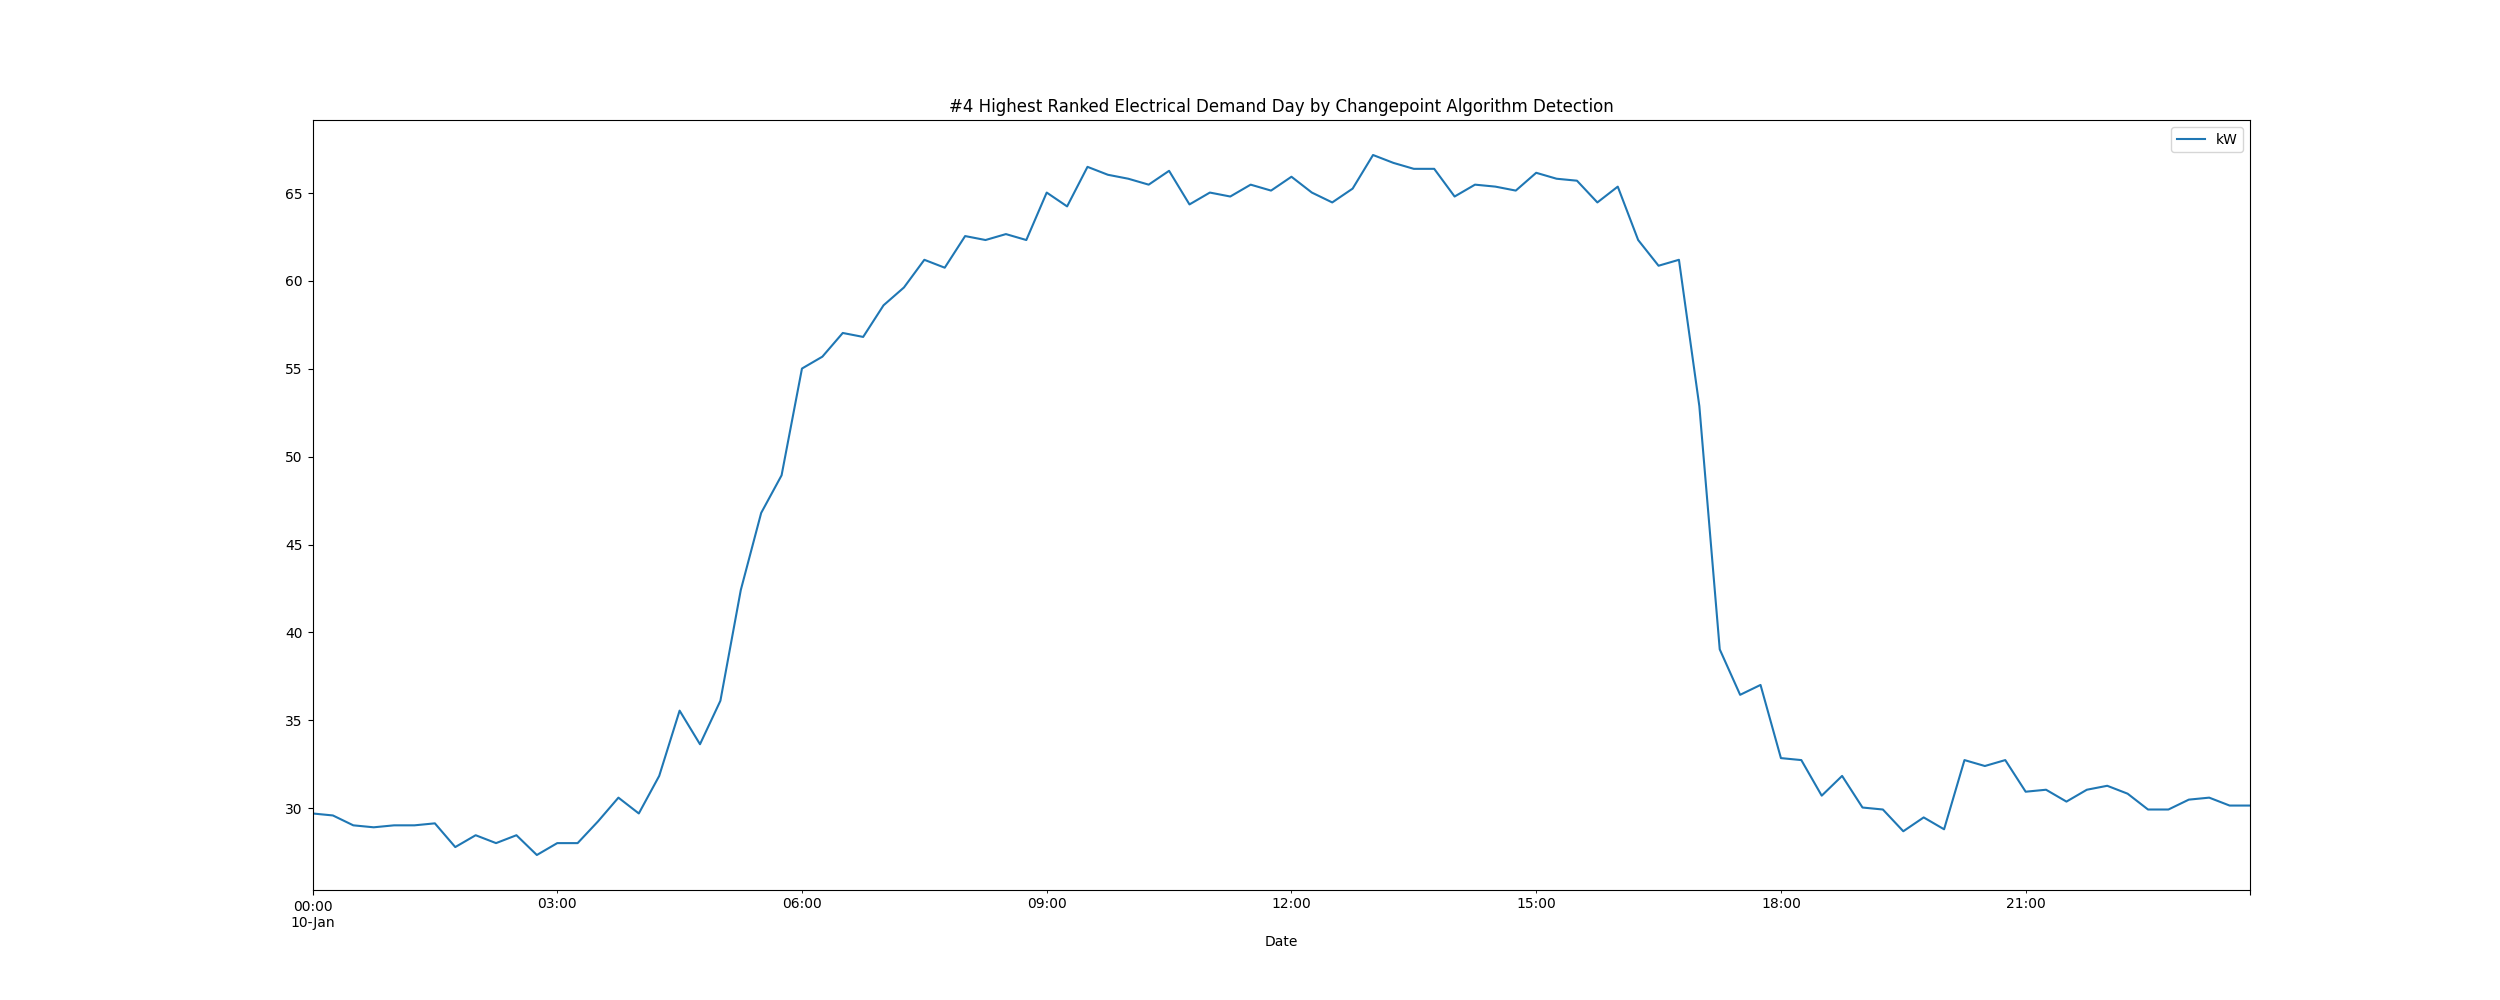 #4 Highest Ranked Electrical Demand Day by Changepoint Algorithm Detection
kW
65
60
55
50
45
40
35
30
00:00 03:00 06:00 09:00 12:00 15:00 18:00 21:00
10-Jan
Date